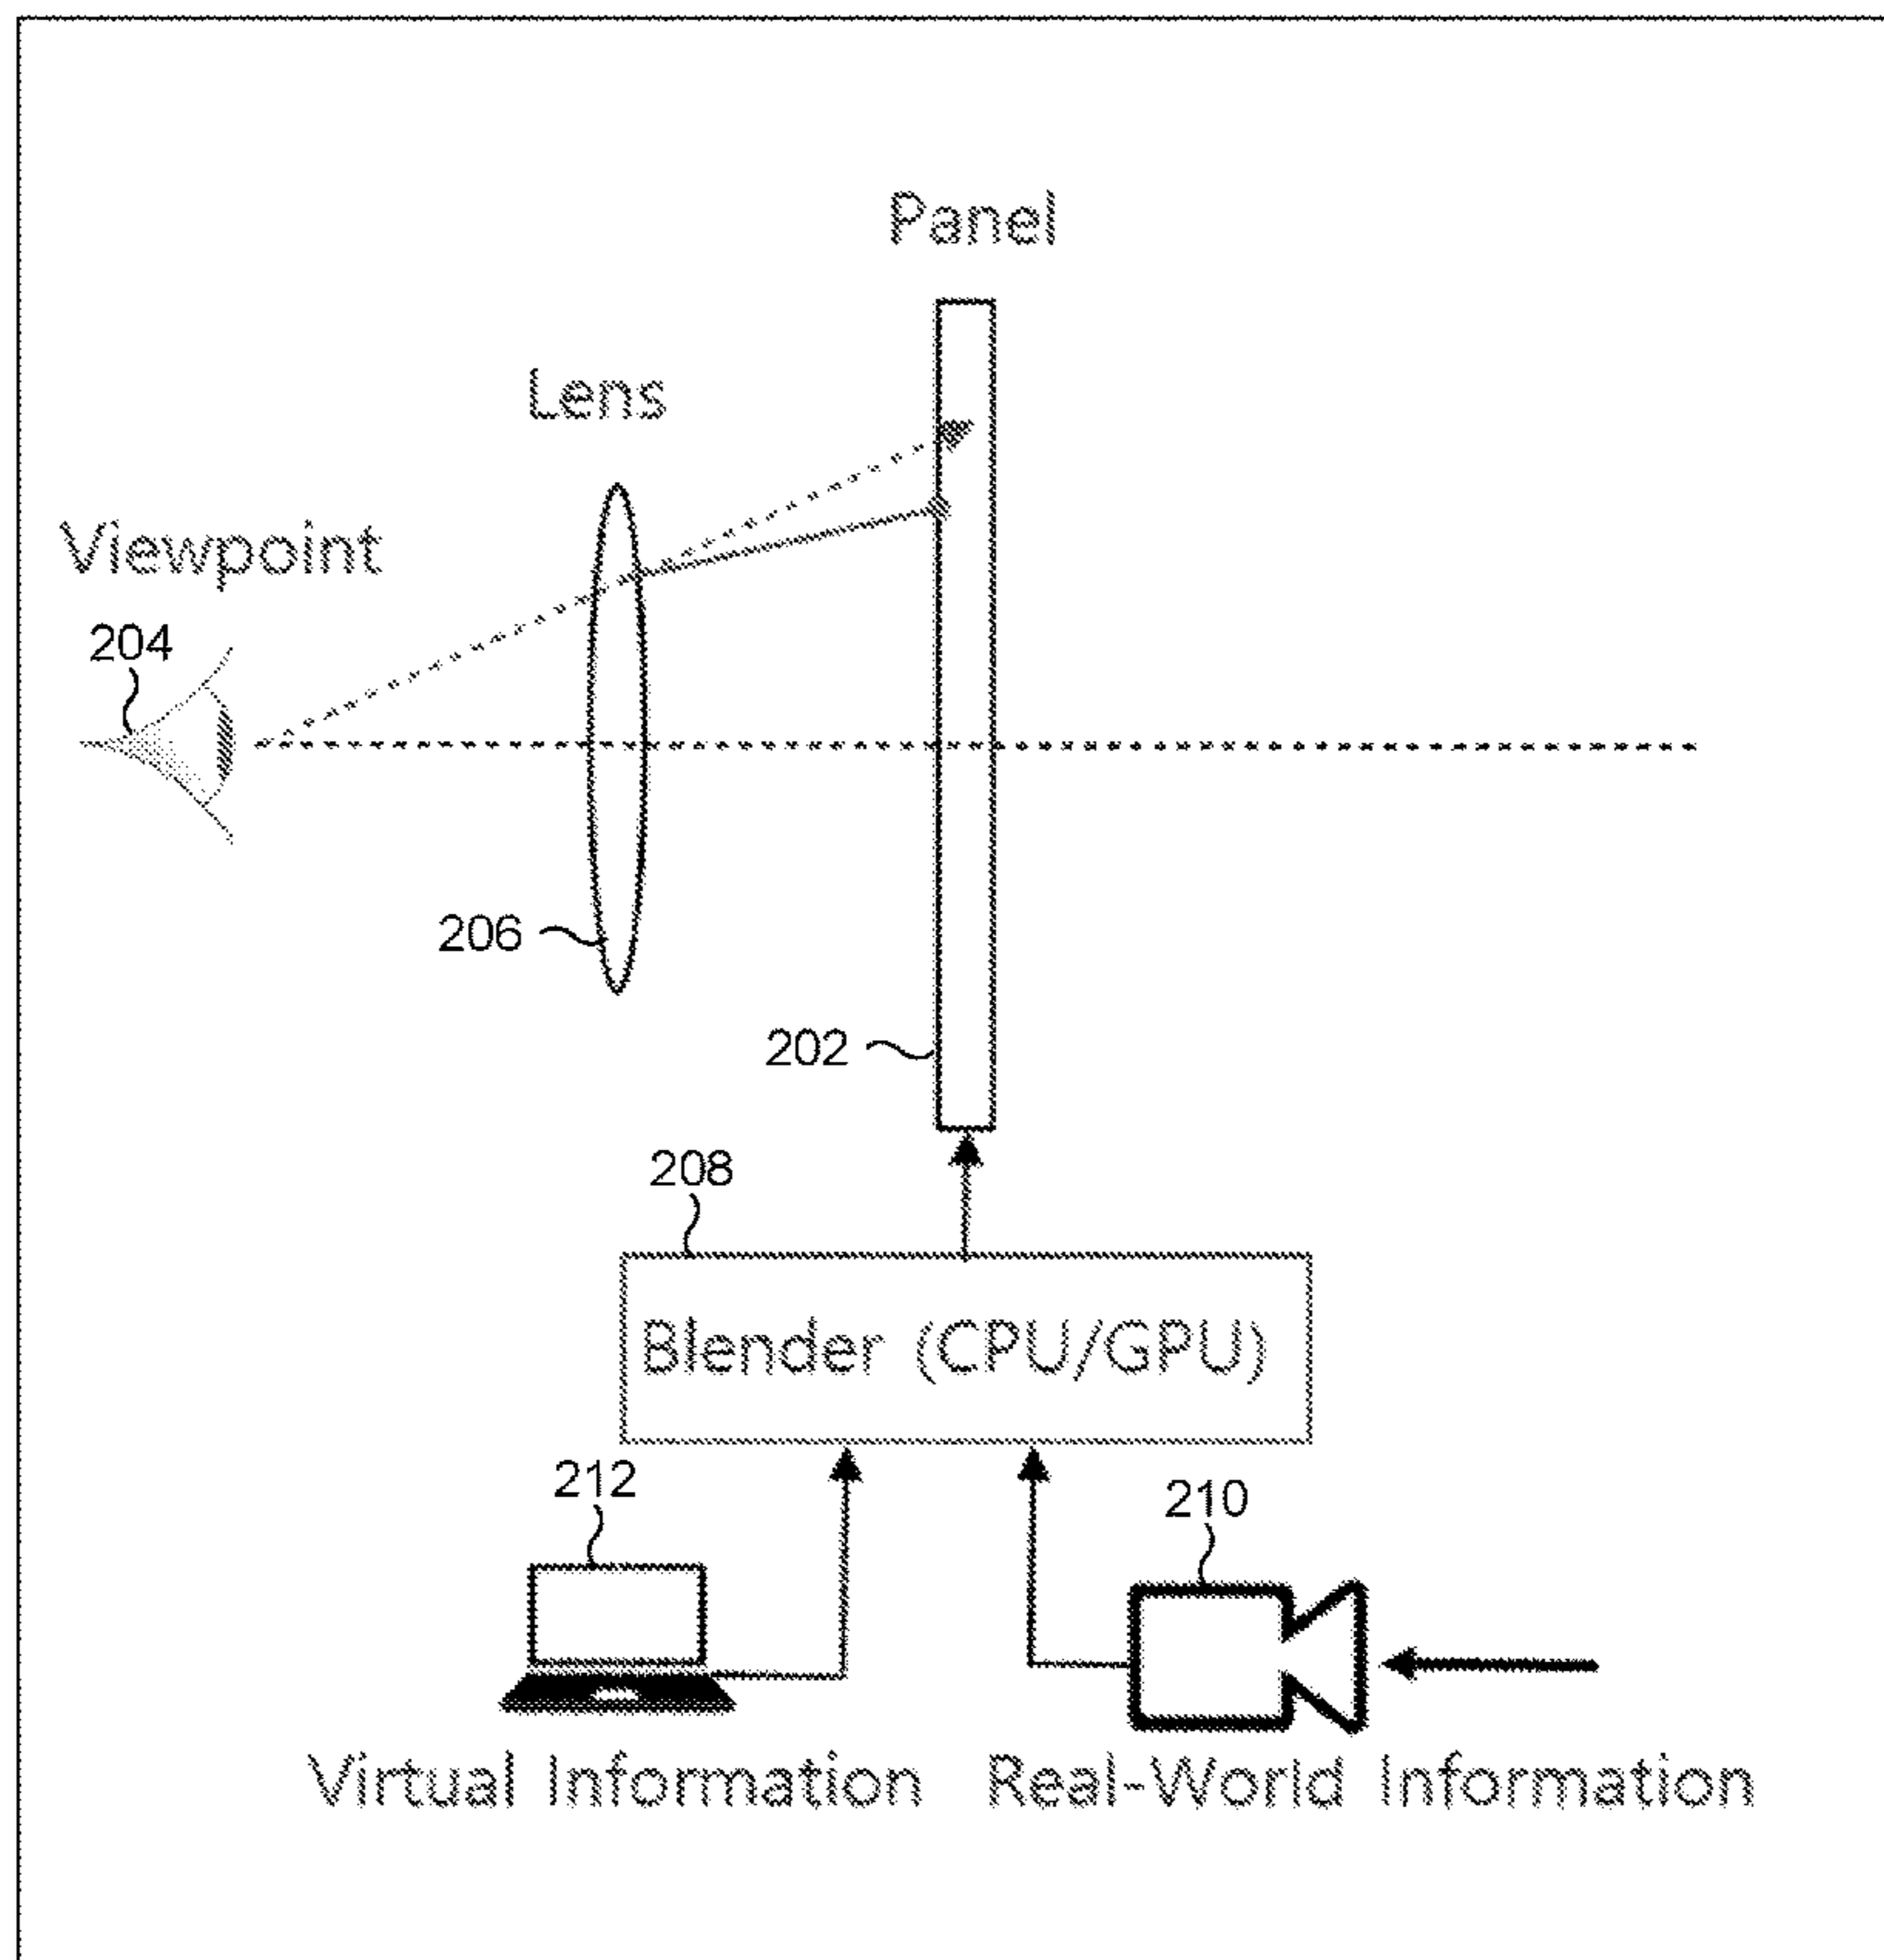 Panel
Lens
Viewpoint
204
206
202
208
Blender (CPU/GPU)
212
210
Virtual Information
Real-World Information